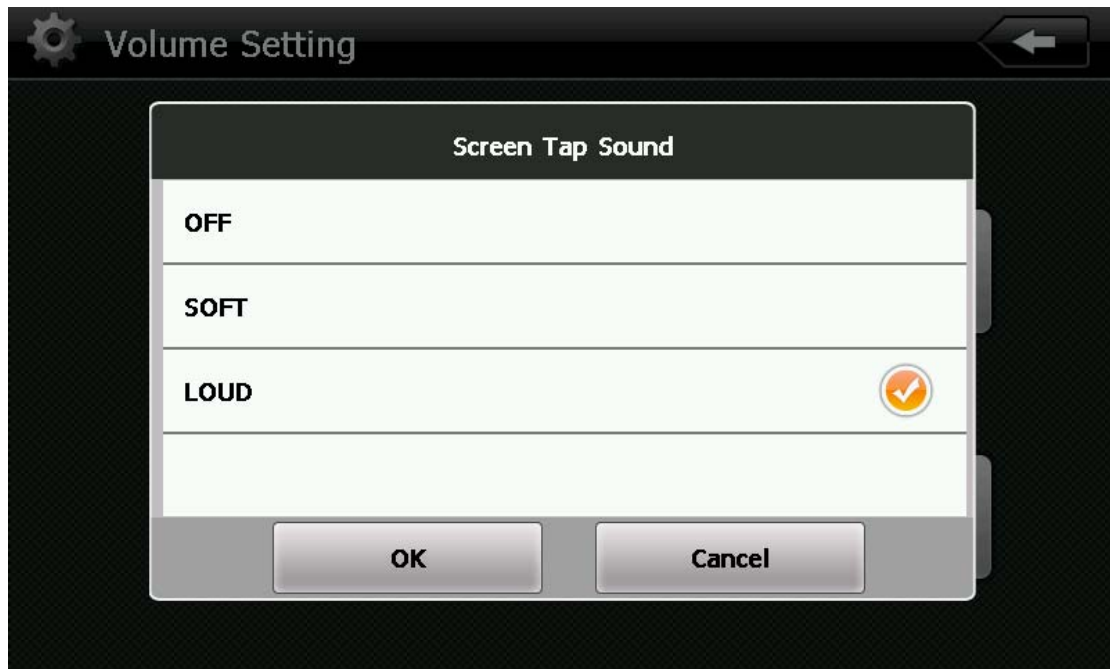 Volume Setting
Screen Tap Sound
OFF
SOFT
LOUD
OK
Cancel